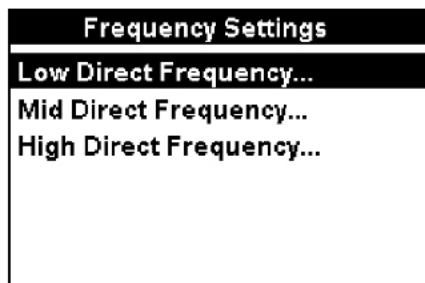 Frequency Settings
Low Direct Frequency...
Mid Direct Frequency...
High Direct Frequency...